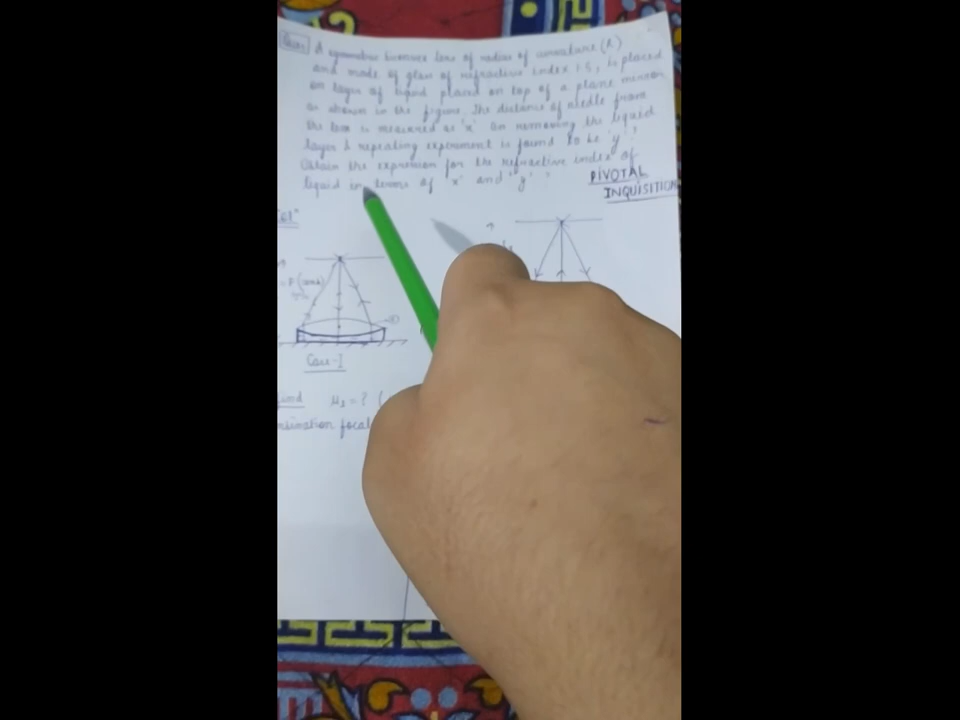 Ques) A symmetric biconvex lens of radius of curvature (R)
and made of glass of refractive index 1.5, is placed
on layer of liquid placed on top of a plane mirror
as shown in the figure. The distance of needle from
the lens is measured as 'x'. On removing the liquid
layer & repeating experiment is found to be 'y'?
Obtain the expression for the refractive index of
liquid in terms of 'x' and 'y'?
PIVOTAL
INQUISITION
Case-I
μ₂ = ? (
focal